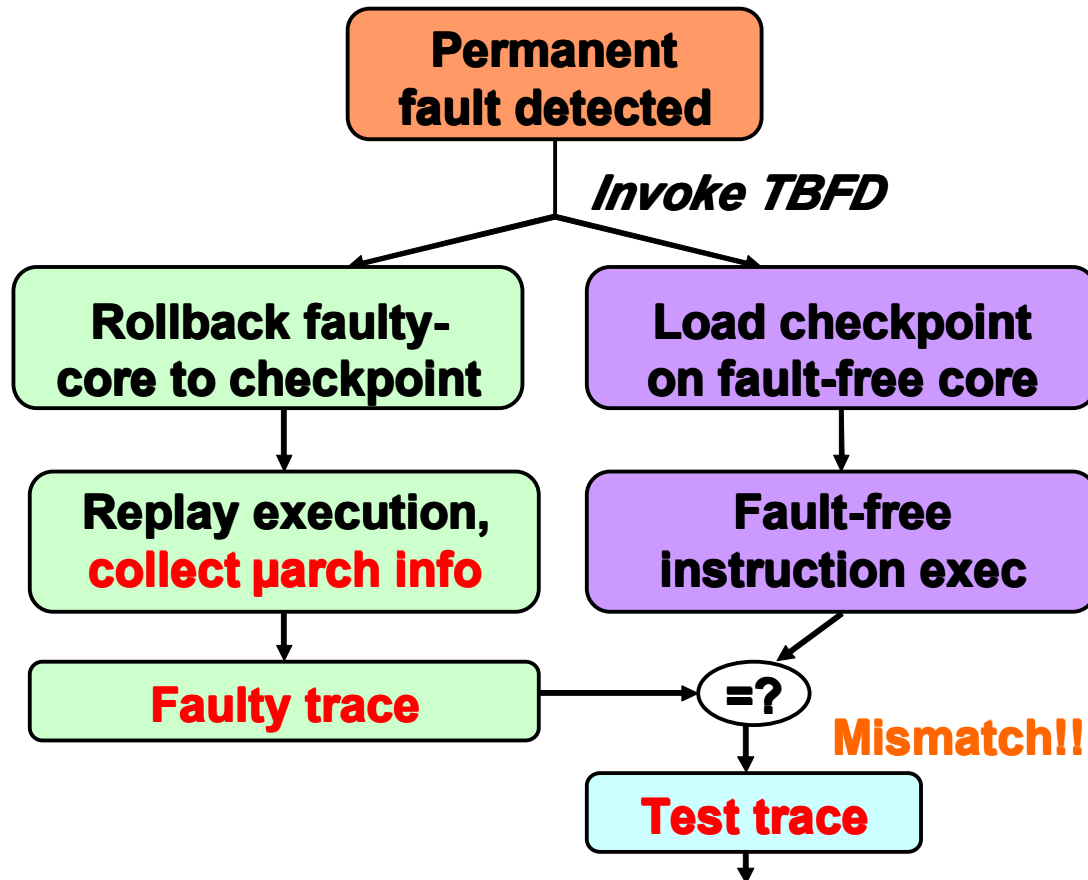 Permanent
fault detected
Invoke TBFD
Rollback faulty-
core to checkpoint
Load checkpoint
on fault-free core
Replay execution,
collect µarch info
Fault-free
instruction exec
Faulty trace
=?
Mismatch!!
Test trace